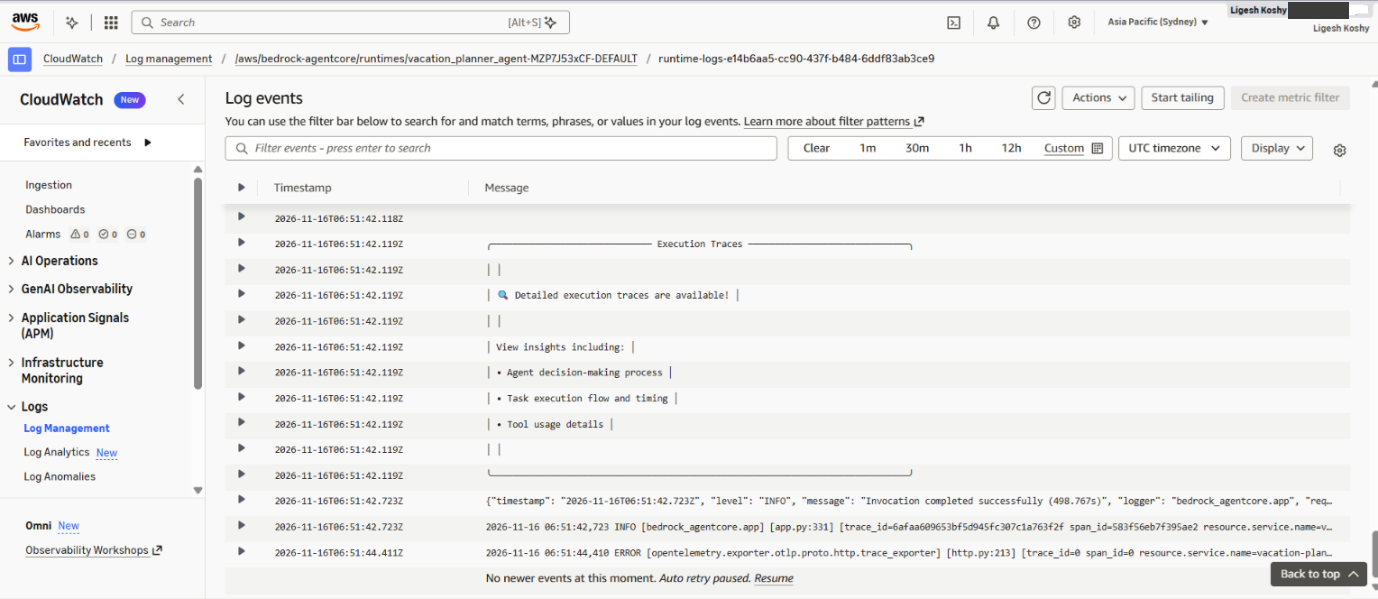 Ligesh Koshy
aws
Search [Alt+S]
Asia Pacific (Sydney)
Ligesh Koshy
CloudWatch / Log management / /aws/bedrock-agentcore/runtimes/vacation_planner_agent-MZP7J53xCF-DEFAULT / runtime-logs-e14b6aa5-cc90-437f-b484-6ddf83ab3ce9
CloudWatch New
Favorites and recents
Ingestion
Dashboards
Alarms 0 0 0
AI Operations
GenAI Observability
Application Signals
(APM)
Infrastructure
Monitoring
Logs
Log Management
Log Analytics New
Log Anomalies
Omni New
Observability Workshops
Log events
Actions
Start tailing
Create metric filter
You can use the filter bar below to search for and match terms, phrases, or values in your log events. Learn more about filter patterns
Filter events - press enter to search
Clear 1m 30m 1h 12h Custom
UTC timezone
Display
Timestamp Message
2026-11-16T06:51:42.118Z
2026-11-16T06:51:42.119Z Execution Traces
2026-11-16T06:51:42.119Z | |
2026-11-16T06:51:42.119Z | 🔍 Detailed execution traces are available! |
2026-11-16T06:51:42.119Z | |
2026-11-16T06:51:42.119Z | View insights including: |
2026-11-16T06:51:42.119Z | • Agent decision-making process |
2026-11-16T06:51:42.119Z | • Task execution flow and timing |
2026-11-16T06:51:42.119Z | • Tool usage details |
2026-11-16T06:51:42.119Z | |
2026-11-16T06:51:42.119Z
2026-11-16T06:51:42.723Z {"timestamp": "2026-11-16T06:51:42.723Z", "level": "INFO", "message": "Invocation completed successfully (498.767s)", "logger": "bedrock_agentcore.app", "req…
2026-11-16T06:51:42.723Z 2026-11-16 06:51:42,723 INFO [bedrock_agentcore.app] [app.py:331] [trace_id=6afaa609653bf5d945fc307c1a763f2f span_id=583f56eb7f395ae2 resource.service.name=v…
2026-11-16T06:51:44.411Z 2026-11-16 06:51:44,410 ERROR [opentelemetry.exporter.otlp.proto.http.trace_exporter] [http.py:213] [trace_id=0 span_id=0 resource.service.name=vacation-plan…
No newer events at this moment. Auto retry paused. Resume
Back to top